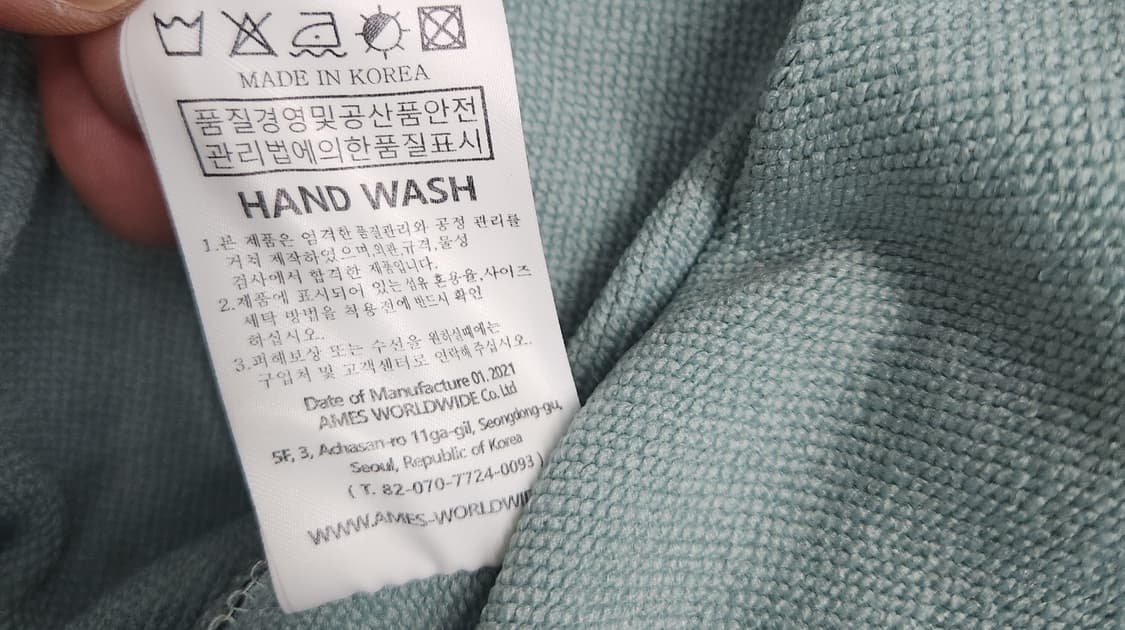 MADE IN KOREA
품질경영및공산품안전
관리법에의한품질표시
HAND WASH
1.본 제품은 엄격한 품질관리와 공정 관리를
거쳐 제작하였으며,외관,규격,물성
검사에서 합격한 제품입니다.
2.제품에 표시되어 있는 섬유 혼용율,사이즈
세탁 방법을 착용전에 반드시 확인
하십시오.
3.피해보상 또는 수선을 원하실때에는
구입처 및 고객센터로 연락해주십시오.
Date of Manufacture 01.2021
AMES WORLDWIDE Co. Ltd
5F, 3, Achasan-ro 11ga-gil, Seongdong-gu,
Seoul, Republic of Korea
( T. 82-070-7724-0093 )
WWW.AMES-WORLDWI